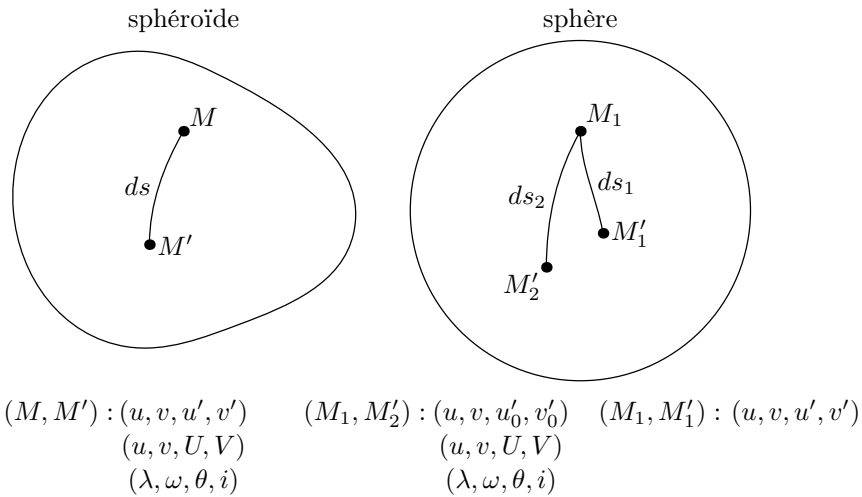 sphéroïde sphère
M M₁
ds ds₂ ds₁
M′ M′₁
M′₂
(M, M′) : (u, v, u′, v′) (M₁, M′₂) : (u, v, u′₀, v′₀) (M₁, M′₁) : (u, v, u′, v′)
(u, v, U, V) (u, v, U, V)
(λ, ω, θ, i) (λ, ω, θ, i)